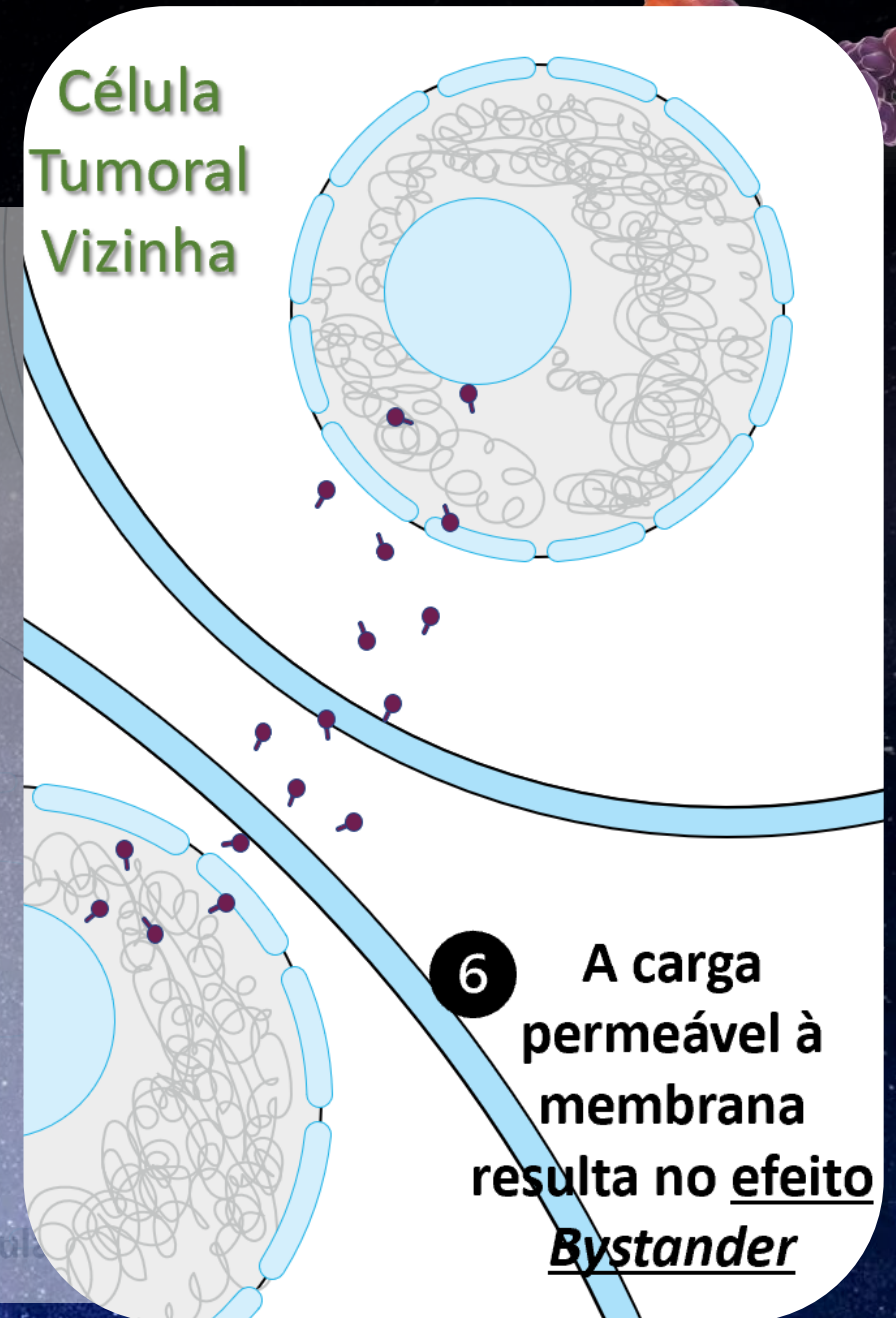 Célula
Tumoral
Vizinha
6
A carga
permeável à
membrana
resulta no efeito
Bystander